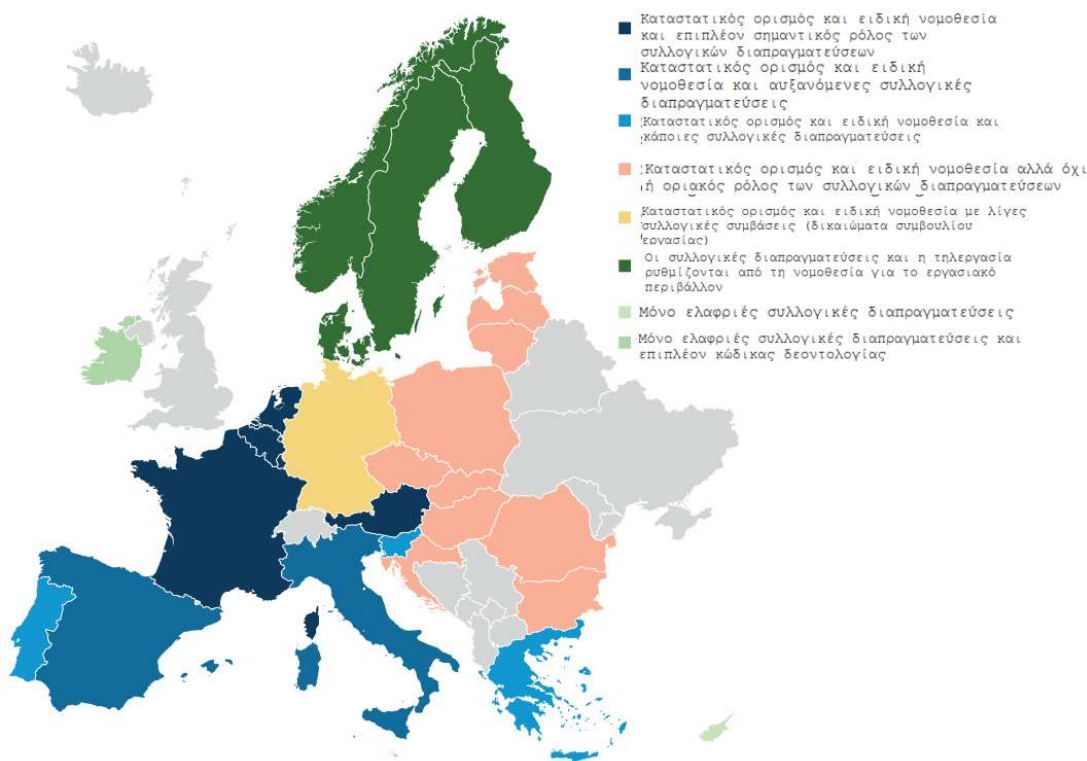 Καταστατικός ορισμός και ειδική νομοθεσία
και επιπλέον σημαντικός ρόλος των
συλλογικών διαπραγματεύσεων
Καταστατικός ορισμός και ειδική
νομοθεσία και αυξανόμενες συλλογικές
διαπραγματεύσεις
Καταστατικός ορισμός και ειδική νομοθεσία και
κάποιες συλλογικές διαπραγματεύσεις
Καταστατικός ορισμός και ειδική νομοθεσία αλλά όχι
ή οριακός ρόλος των συλλογικών διαπραγματεύσεων
Καταστατικός ορισμός και ειδική νομοθεσία με λίγες
συλλογικές συμβάσεις (δικαιώματα συμβουλίου
εργασίας)
Οι συλλογικές διαπραγματεύσεις και η τηλεργασία
ρυθμίζονται από τη νομοθεσία για το εργασιακό
περιβάλλον
Μόνο ελαφριές συλλογικές διαπραγματεύσεις
Μόνο ελαφριές συλλογικές διαπραγματεύσεις και
επιπλέον κώδικας δεοντολογίας